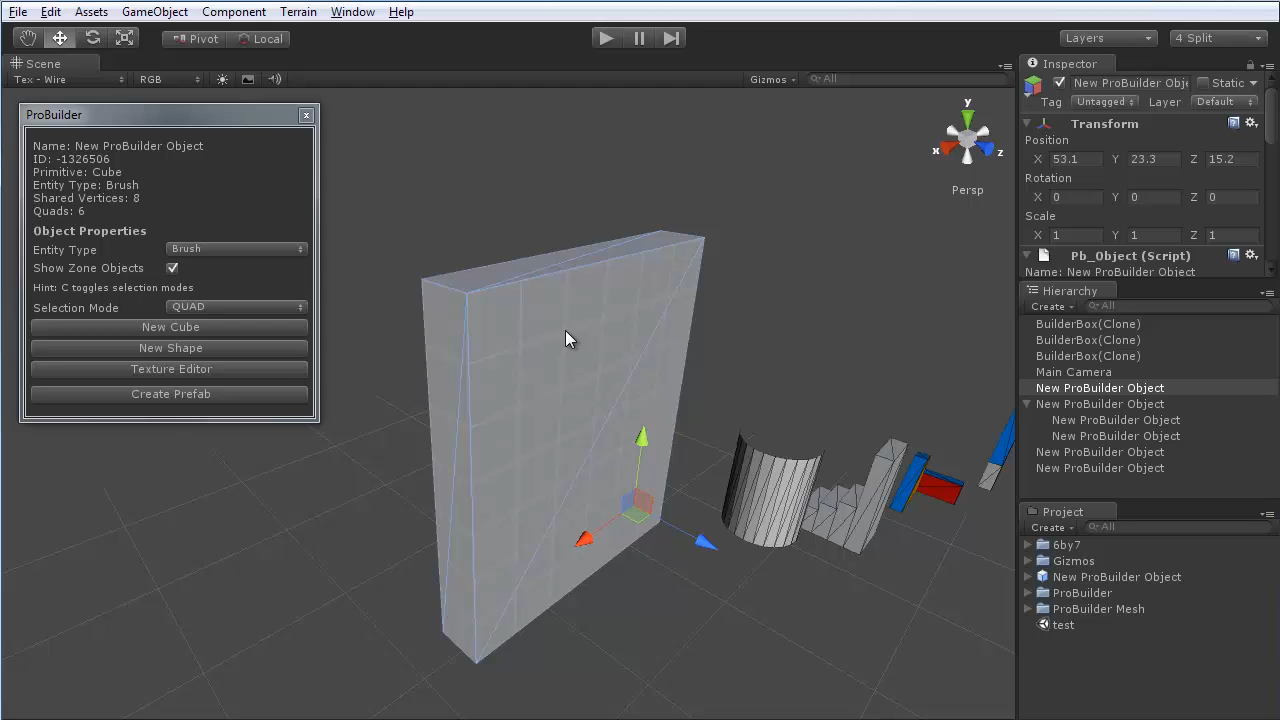 File Edit Assets GameObject Component Terrain Window Help
Pivot Local Layers 4 Split
Scene
Tex - Wire RGB Gizmos All
ProBuilder x
Name: New ProBuilder Object
ID: -1326506
Primitive: Cube
Entity Type: Brush
Shared Vertices: 8
Quads: 6
Object Properties
Entity Type Brush
Show Zone Objects
Hint: C toggles selection modes
Selection Mode QUAD
New Cube
New Shape
Texture Editor
Create Prefab
y
x z
Persp
Inspector
New ProBuilder Obje Static
Tag Untagged Layer Default
Transform
Position
X 53.1 Y 23.3 Z 15.2
Rotation
X 0 Y 0 Z 0
Scale
X 1 Y 1 Z 1
Pb_Object (Script)
Name: New ProBuilder Object
Hierarchy
Create All
BuilderBox(Clone)
BuilderBox(Clone)
BuilderBox(Clone)
Main Camera
New ProBuilder Object
New ProBuilder Object
New ProBuilder Object
New ProBuilder Object
New ProBuilder Object
New ProBuilder Object
Project
Create All
6by7
Gizmos
New ProBuilder Object
ProBuilder
ProBuilder Mesh
test